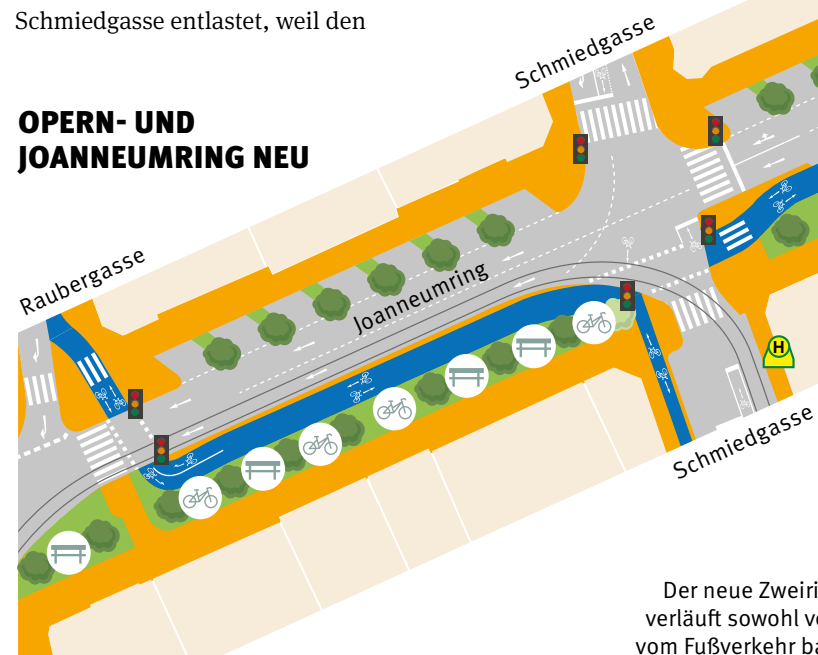 Schmiedgasse entlastet, weil den
OPERN- UND
JOANNEUMRING NEU
Schmiedgasse
Raubergasse
Joanneumring
H
Schmiedgasse
Der neue Zweiri
verläuft sowohl v
vom Fußverkehr ba